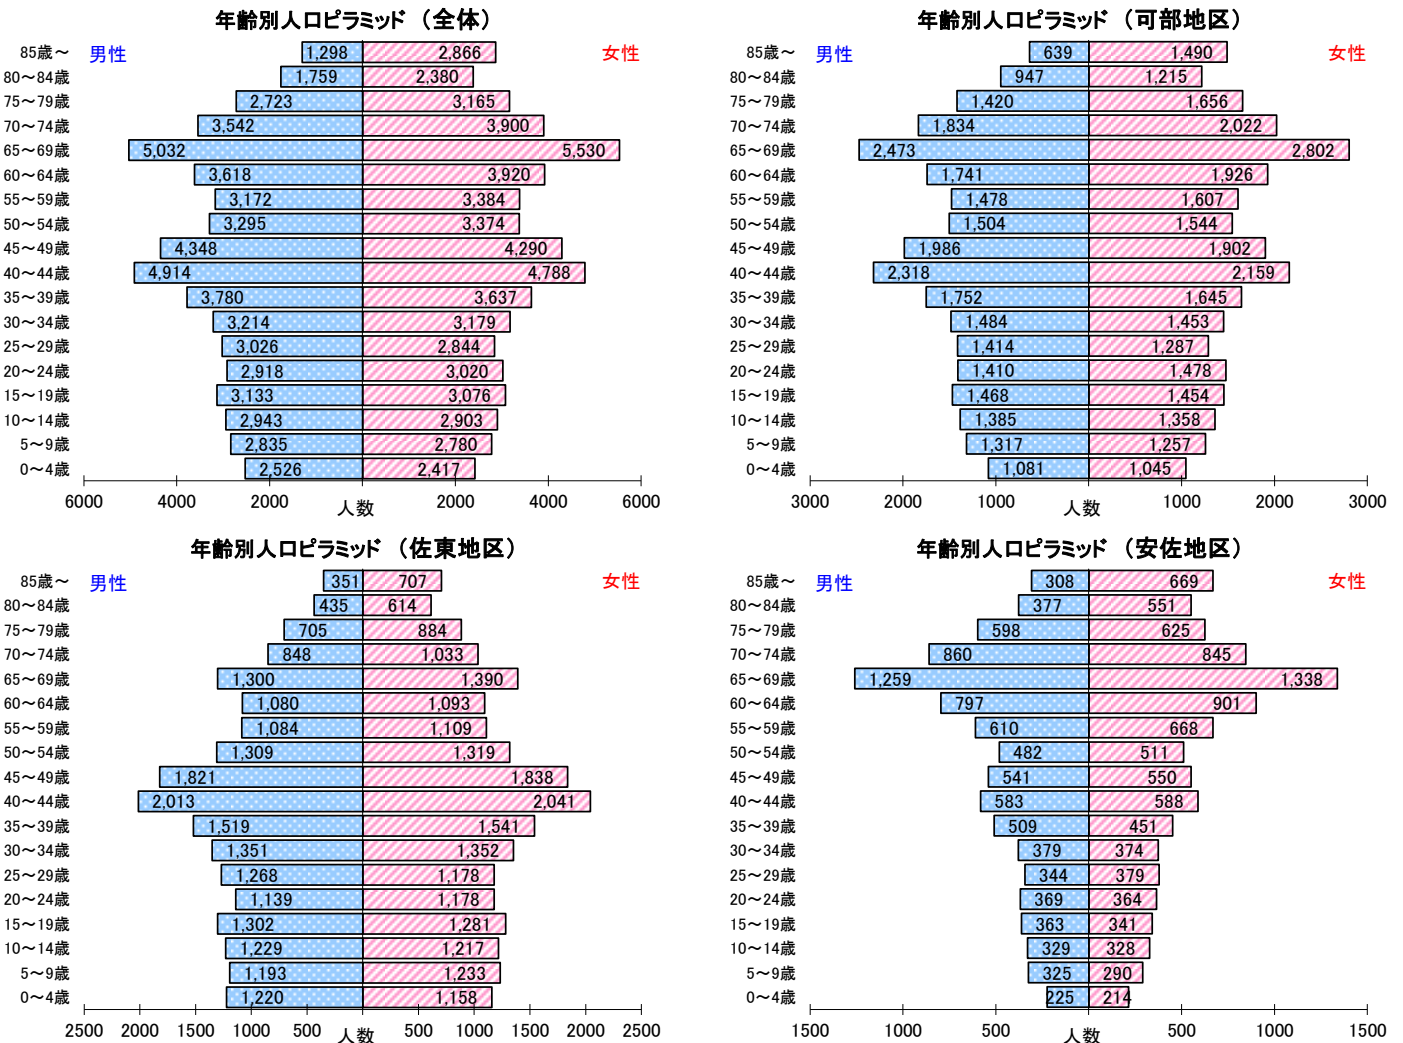 年齢別人口ピラミッド （全体）
男性
女性
85歳～ 1,298 2,866
80～84歳 1,759 2,380
75～79歳 2,723 3,165
70～74歳 3,542 3,900
65～69歳 5,032 5,530
60～64歳 3,618 3,920
55～59歳 3,172 3,384
50～54歳 3,295 3,374
45～49歳 4,348 4,290
40～44歳 4,914 4,788
35～39歳 3,780 3,637
30～34歳 3,214 3,179
25～29歳 3,026 2,844
20～24歳 2,918 3,020
15～19歳 3,133 3,076
10～14歳 2,943 2,903
5～9歳 2,835 2,780
0～4歳 2,526 2,417
6000 4000 2000 2000 4000 6000
人数
年齢別人口ピラミッド （可部地区）
男性
女性
85歳～ 639 1,490
80～84歳 947 1,215
75～79歳 1,420 1,656
70～74歳 1,834 2,022
65～69歳 2,473 2,802
60～64歳 1,741 1,926
55～59歳 1,478 1,607
50～54歳 1,504 1,544
45～49歳 1,986 1,902
40～44歳 2,318 2,159
35～39歳 1,752 1,645
30～34歳 1,484 1,453
25～29歳 1,414 1,287
20～24歳 1,410 1,478
15～19歳 1,468 1,454
10～14歳 1,385 1,358
5～9歳 1,317 1,257
0～4歳 1,081 1,045
3000 2000 1000 1000 2000 3000
人数
年齢別人口ピラミッド （佐東地区）
男性
女性
85歳～ 351 707
80～84歳 435 614
75～79歳 705 884
70～74歳 848 1,033
65～69歳 1,300 1,390
60～64歳 1,080 1,093
55～59歳 1,084 1,109
50～54歳 1,309 1,319
45～49歳 1,821 1,838
40～44歳 2,013 2,041
35～39歳 1,519 1,541
30～34歳 1,351 1,352
25～29歳 1,268 1,178
20～24歳 1,139 1,178
15～19歳 1,302 1,281
10～14歳 1,229 1,217
5～9歳 1,193 1,233
0～4歳 1,220 1,158
2500 2000 1500 1000 500 500 1000 1500 2000 2500
人数
年齢別人口ピラミッド （安佐地区）
男性
女性
85歳～ 308 669
80～84歳 377 551
75～79歳 598 625
70～74歳 860 845
65～69歳 1,259 1,338
60～64歳 797 901
55～59歳 610 668
50～54歳 482 511
45～49歳 541 550
40～44歳 583 588
35～39歳 509 451
30～34歳 379 374
25～29歳 344 379
20～24歳 369 364
15～19歳 363 341
10～14歳 329 328
5～9歳 325 290
0～4歳 225 214
1500 1000 500 500 1000 1500
人数